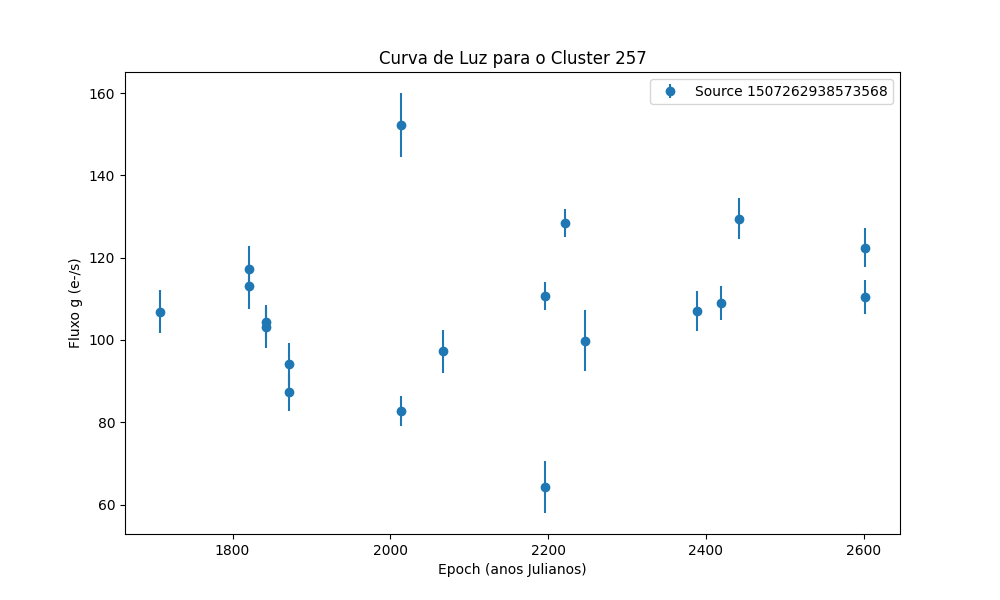 Curva de Luz para o Cluster 257
Source 1507262938573568
Fluxo g (e-/s)
160
140
120
100
80
60
1800
2000
2200
2400
2600
Epoch (anos Julianos)